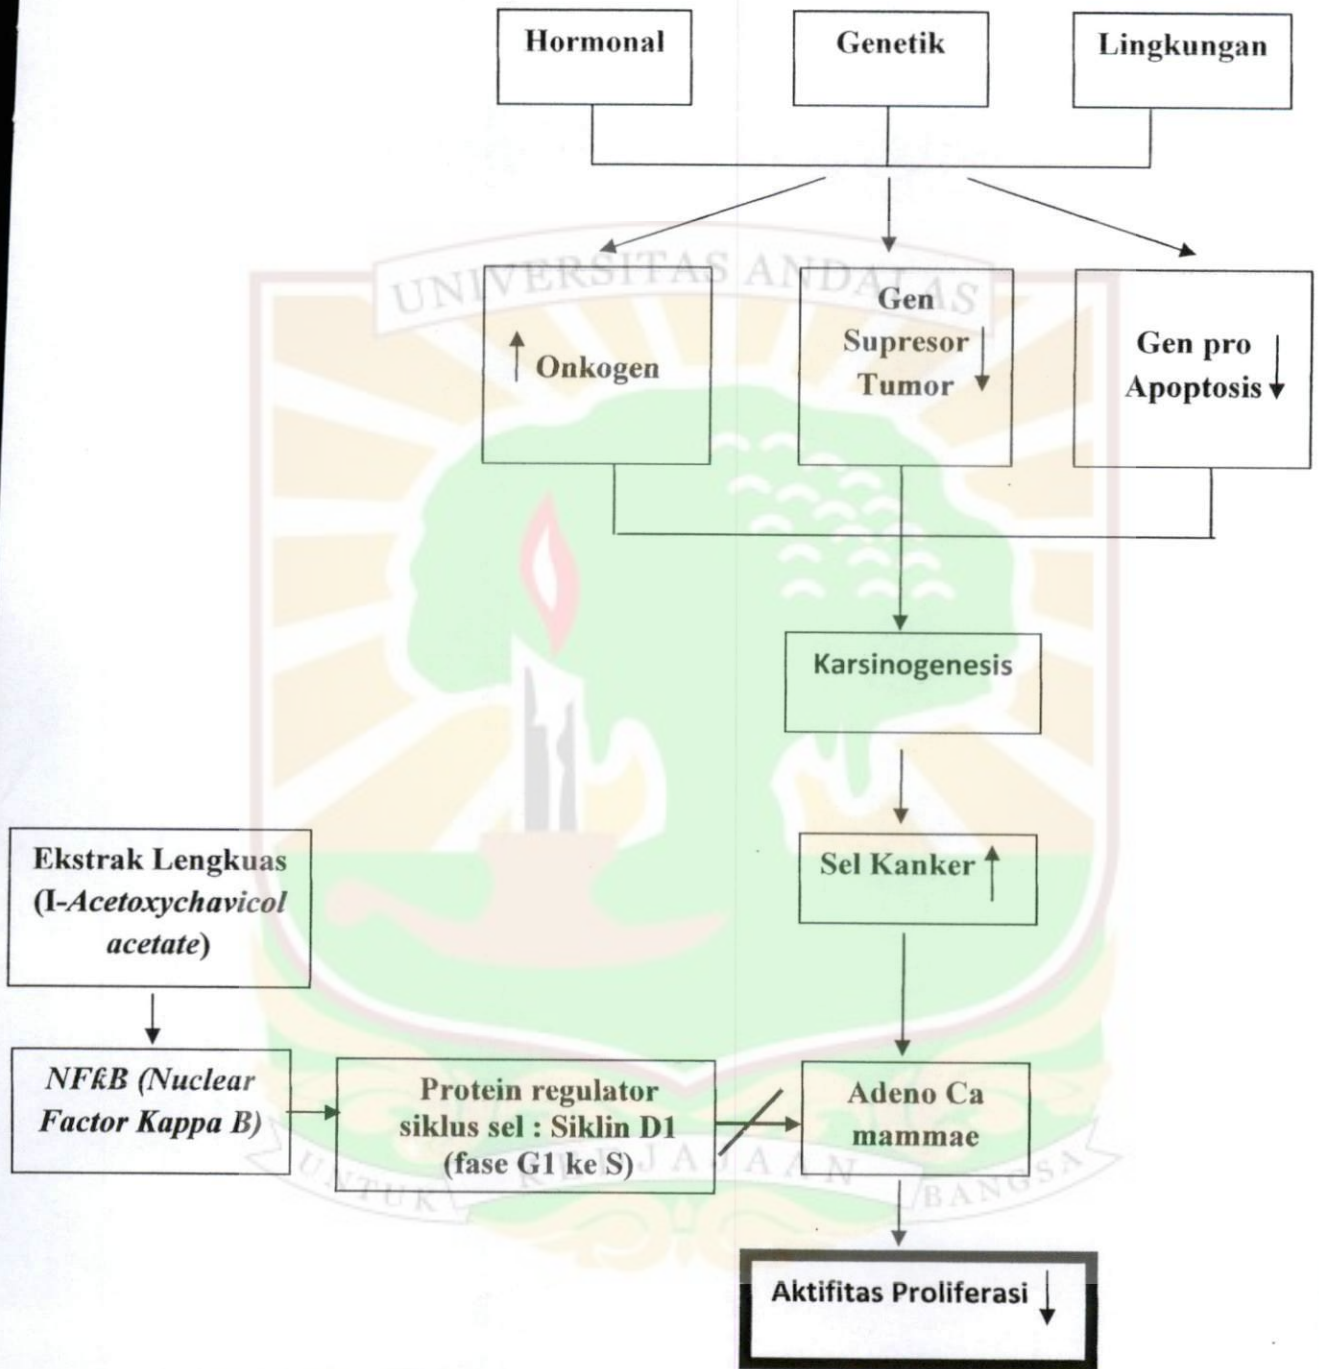 Hormonal
Genetik
Lingkungan
UNIVERSITAS ANDALAS
↑ Onkogen
Gen
Supresor
Tumor ↓
Gen pro
Apoptosis ↓
Karsinogenesis
Sel Kanker ↑
Ekstrak Lengkuas
(I-Acetoxychavicol
acetate)
NFkB (Nuclear
Factor Kappa B)
Protein regulator
siklus sel : Siklin D1
(fase G1 ke S)
Adeno Ca
mammae
UNTUK KEDJAJAAN BANGSA
Aktifitas Proliferasi ↓